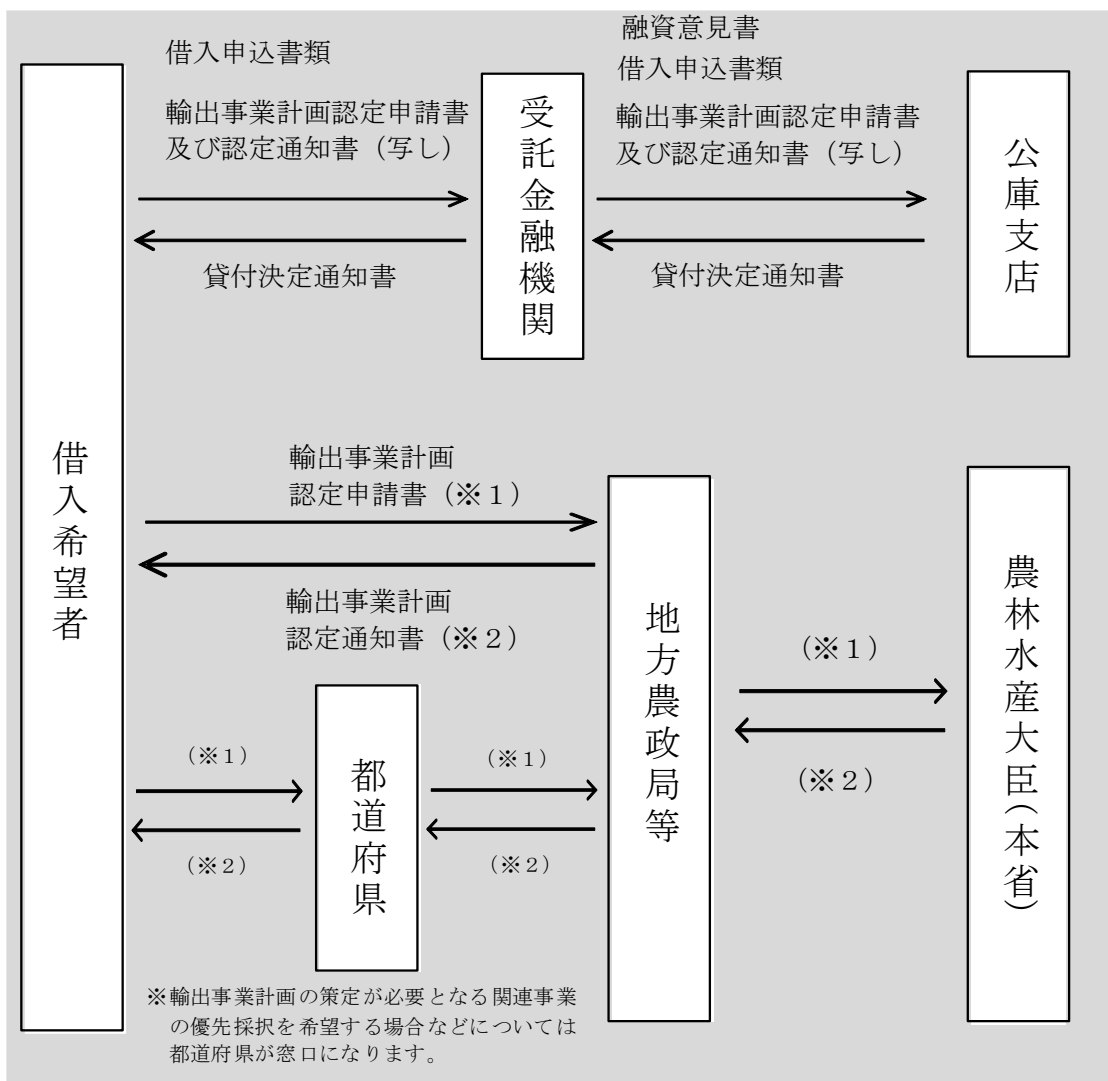 借入申込書類
輸出事業計画認定申請書
及び認定通知書（写し）
貸付決定通知書
受託金融機関
融資意見書
借入申込書類
輸出事業計画認定申請書
及び認定通知書（写し）
貸付決定通知書
公庫支店
借入希望者
輸出事業計画
認定申請書（※１）
輸出事業計画
認定通知書（※２）
（※１）
（※２）
都道府県
（※１）
（※２）
地方農政局等
（※１）
（※２）
農林水産大臣（本省）
※輸出事業計画の策定が必要となる関連事業
の優先採択を希望する場合などについては
都道府県が窓口になります。